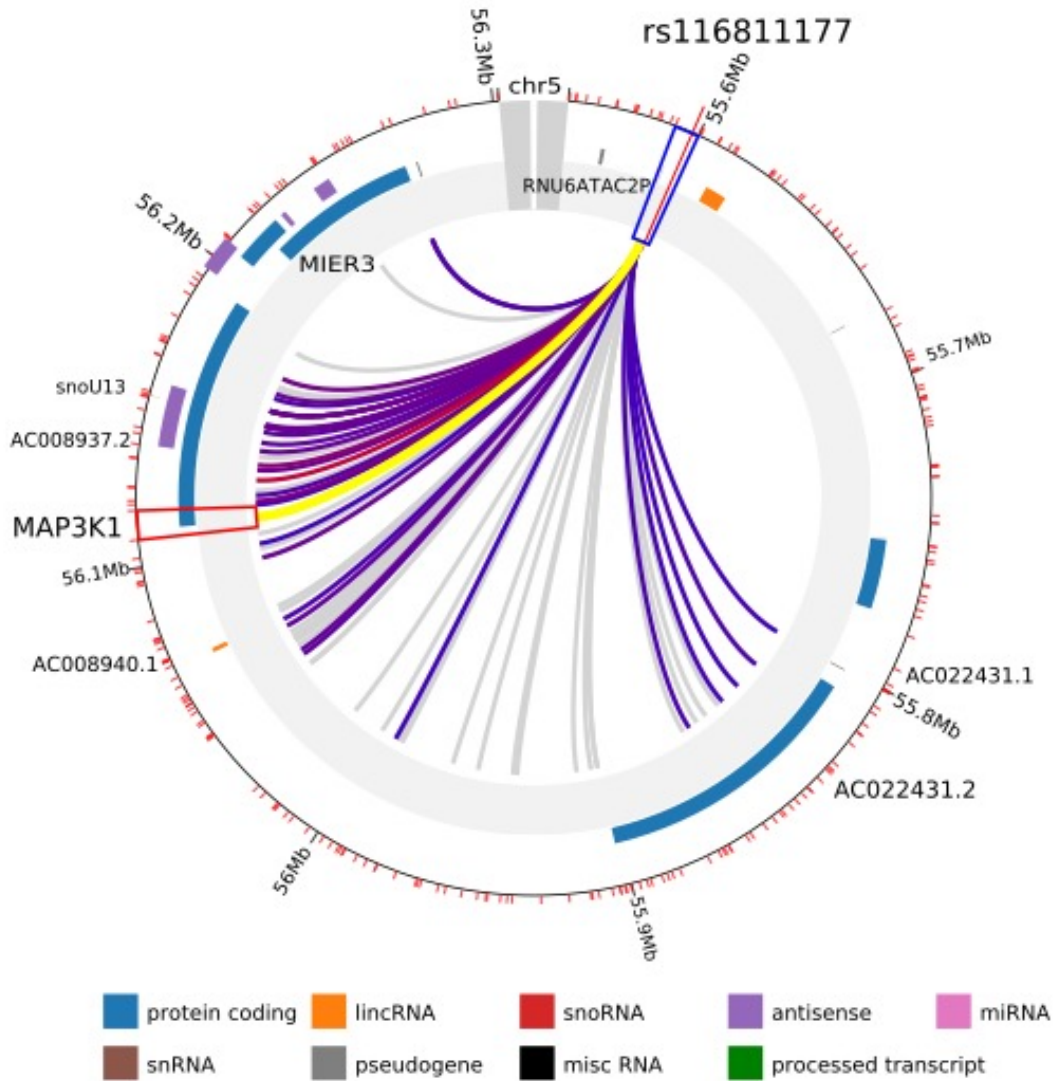 rs116811177
56.3Mb
chr5
55.6Mb
RNU6ATAC2P
56.2Mb
MIER3
55.7Mb
snoU13
AC008937.2
MAP3K1
56.1Mb
AC008940.1
AC022431.1
55.8Mb
AC022431.2
56Mb
55.9Mb
protein coding lincRNA snoRNA antisense miRNA
snRNA pseudogene misc RNA processed transcript